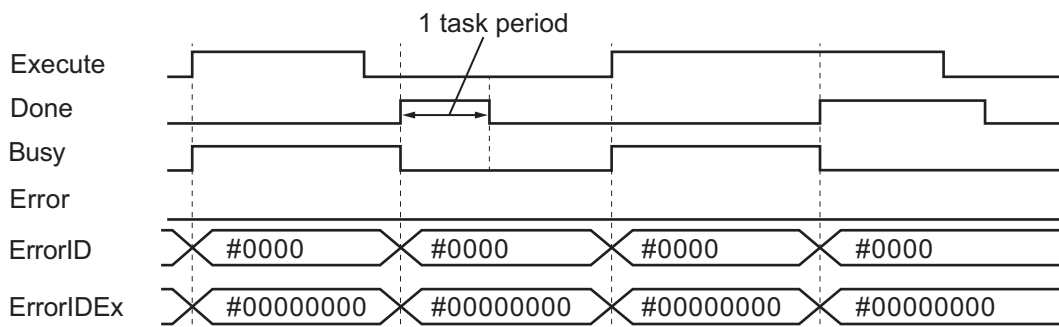 1 task period
Execute
Done
Busy
Error
ErrorID #0000 #0000 #0000 #0000
ErrorIDEx #00000000 #00000000 #00000000 #00000000